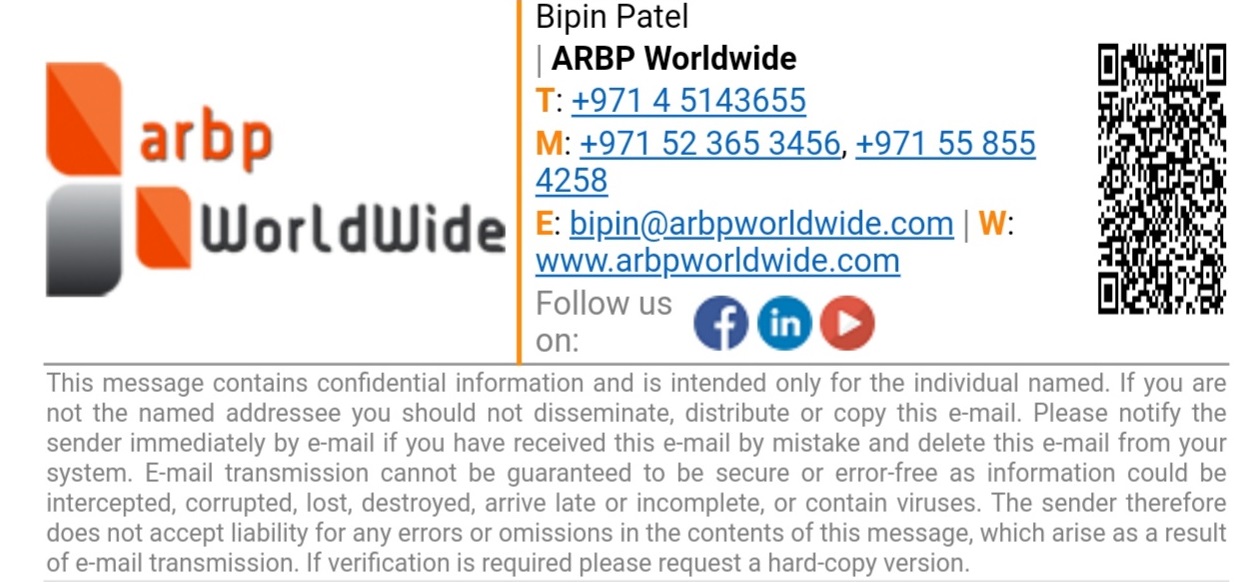 arbp
WorldWide
Bipin Patel
| ARBP Worldwide
T: +971 4 5143655
M: +971 52 365 3456, +971 55 855
4258
E: bipin@arbpworldwide.com | W:
www.arbpworldwide.com
Follow us
on:
f in
This message contains confidential information and is intended only for the individual named. If you are
not the named addressee you should not disseminate, distribute or copy this e-mail. Please notify the
sender immediately by e-mail if you have received this e-mail by mistake and delete this e-mail from your
system. E-mail transmission cannot be guaranteed to be secure or error-free as information could be
intercepted, corrupted, lost, destroyed, arrive late or incomplete, or contain viruses. The sender therefore
does not accept liability for any errors or omissions in the contents of this message, which arise as a result
of e-mail transmission. If verification is required please request a hard-copy version.